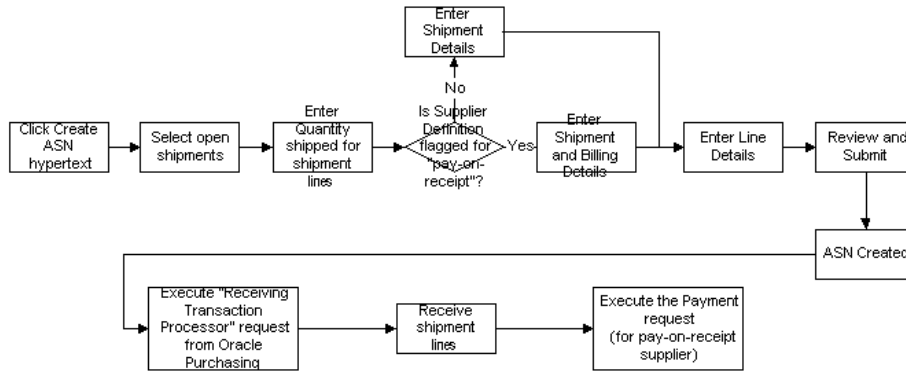 Enter
Shipment
Details
No
Click Create
ASN
hypertext
Select open
shipments
Enter
Quantity
shipped for
shipment
lines
Is Supplier
Definition
flagged for
"pay-on-
receipt"?
Yes
Enter
Shipment
and Billing
Details
Enter Line
Details
Review and
Submit
ASN Created
Execute "Receiving
Transaction
Processor" request
from Oracle
Purchasing
Receive
shipment
lines
Execute the Payment
request
(for pay-on-receipt
supplier)